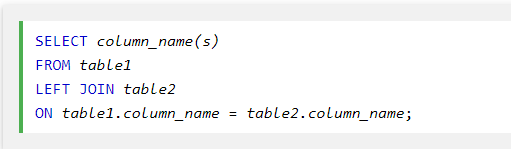 SELECT column_name(s)
FROM table1
LEFT JOIN table2
ON table1.column_name = table2.column_name;